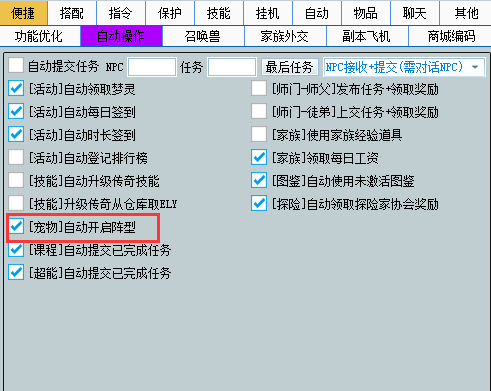 便捷 搭配 指令 保护 技能 挂机 自动 物品 聊天 其他
功能优化 自动操作 召唤兽 家族外交 副本飞机 商城编码
自动提交任务 NPC 任务 最后任务 NPC接收+提交(需对话NPC)
[活动]自动领取梦灵 [师门-师父]发布任务+领取奖励
[活动]自动每日签到 [师门-徒弟]上交任务+领取奖励
[活动]自动时长签到 [家族]使用家族经验道具
[活动]自动登记排行榜 [家族]领取每日工资
[技能]自动升级传奇技能 [图鉴]自动使用未激活图鉴
[技能]升级传奇从仓库取ELY [探险]自动领取探险家协会奖励
[宠物]自动开启阵型
[课程]自动提交已完成任务
[超能]自动提交已完成任务